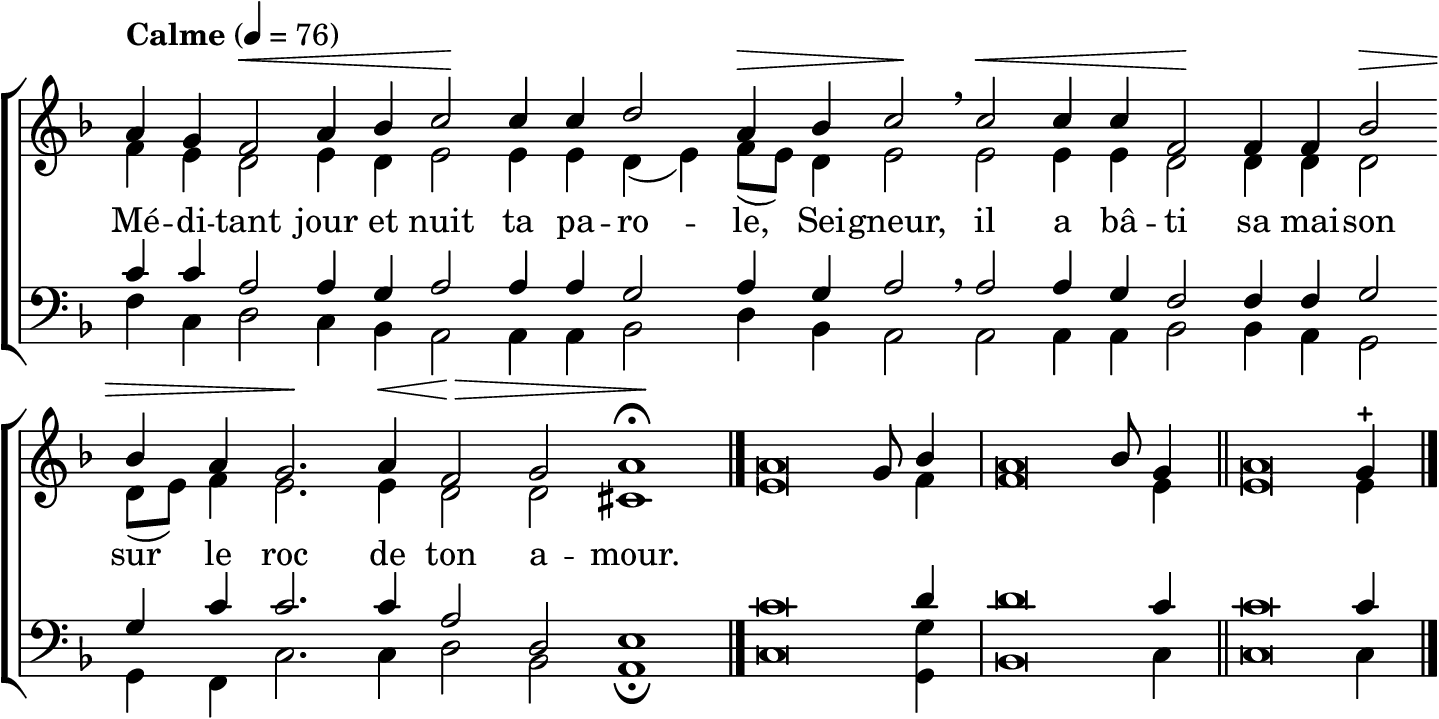 Calme (♩ = 76)
Mé -- di -- tant jour et nuit ta pa -- ro -- le, Seigneur, il a bâ -- ti sa maison
sur le roc de ton a -- mour.